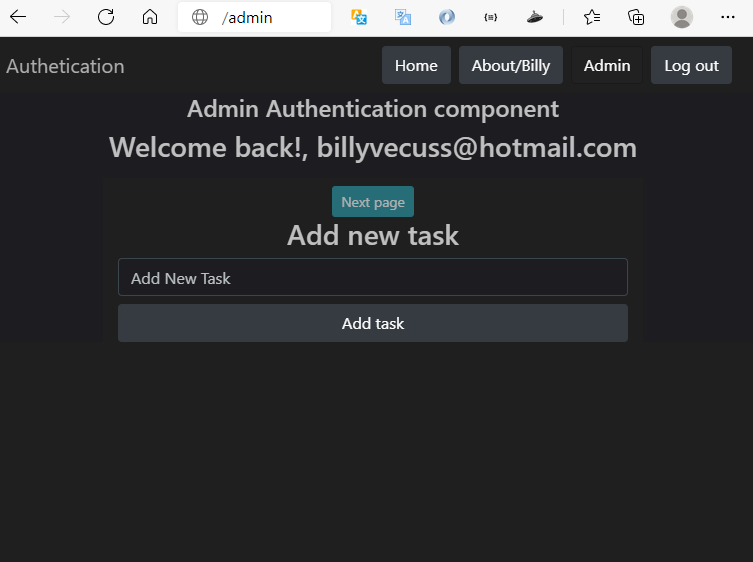 /admin
Authetication
Home
About/Billy
Admin
Log out
Admin Authentication component
Welcome back!, billyvecuss@hotmail.com
Next page
Add new task
Add New Task
Add task